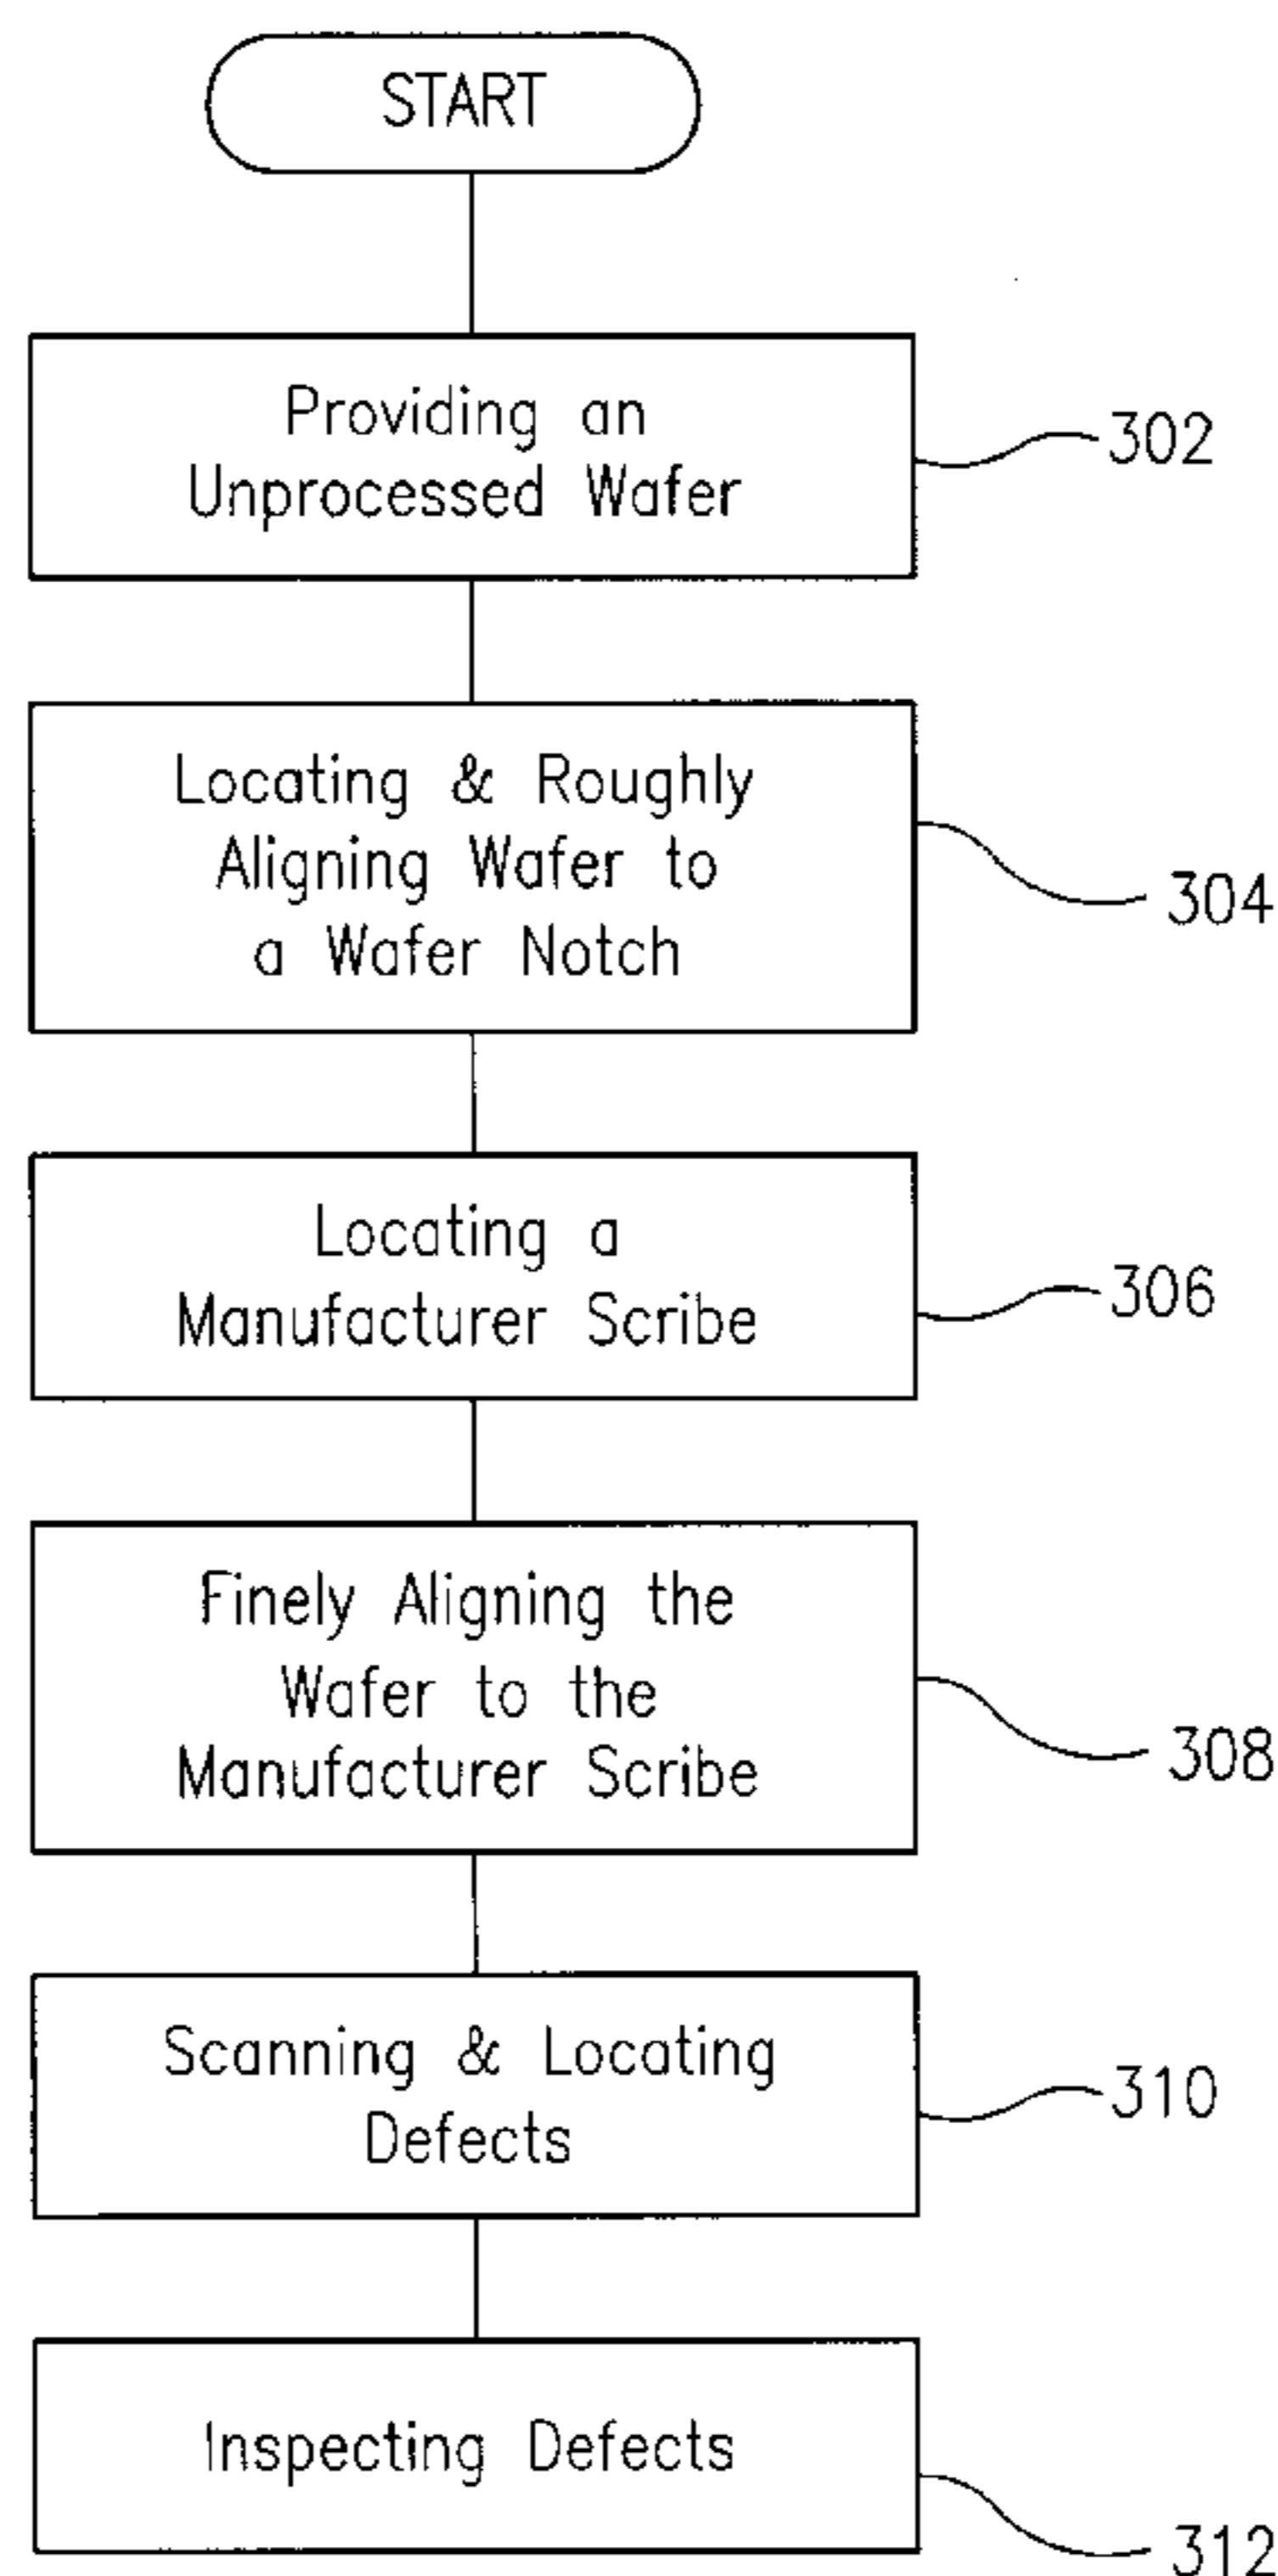 START
Providing an
Unprocessed Wafer
302
Locating & Roughly
Aligning Wafer to
a Wafer Notch
304
Locating a
Manufacturer Scribe
306
Finely Aligning the
Wafer to the
Manufacturer Scribe
308
Scanning & Locating
Defects
310
Inspecting Defects
312